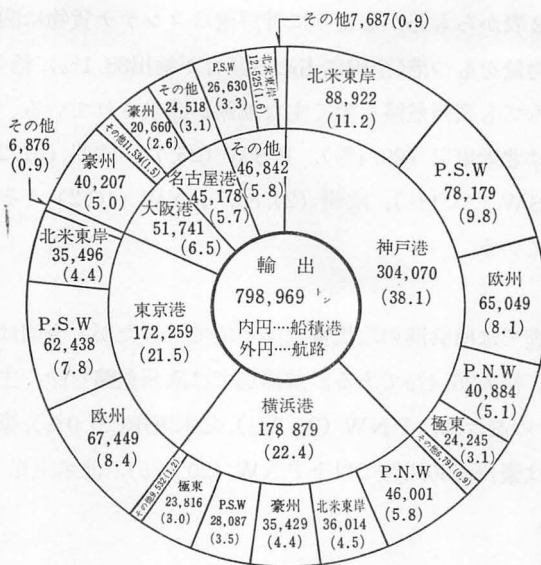 輸出
798,969トン
内円‥‥船積港
外円‥‥航路
神戸港
304,070
(38.1)
横浜港
178,879
(22.4)
東京港
172,259
(21.5)
大阪港
51,741
(6.5)
名古屋港
45,178
(5.7)
その他
46,842
(5.8)
北米東岸
88,922
(11.2)
P.S.W
78,179
(9.8)
欧州
65,049
(8.1)
P.N.W
40,884
(5.1)
極東
24,245
(3.1)
その他6,791(0.9)
P.N.W
46,001
(5.8)
北米東岸
36,014
(4.5)
豪州
35,429
(4.4)
P.S.W
28,087
(3.5)
極東
23,816
(3.0)
その他9,532(1.2)
欧州
67,449
(8.4)
P.S.W
62,438
(7.8)
北米東岸
35,496
(4.4)
その他
6,876
(0.9)
豪州
40,207
(5.0)
その他11,534(1.5)
豪州
20,660
(2.6)
その他
24,518
(3.1)
P.S.W
26,630
(3.3)
北米東岸
12,525
(1.6)
その他7,687(0.9)